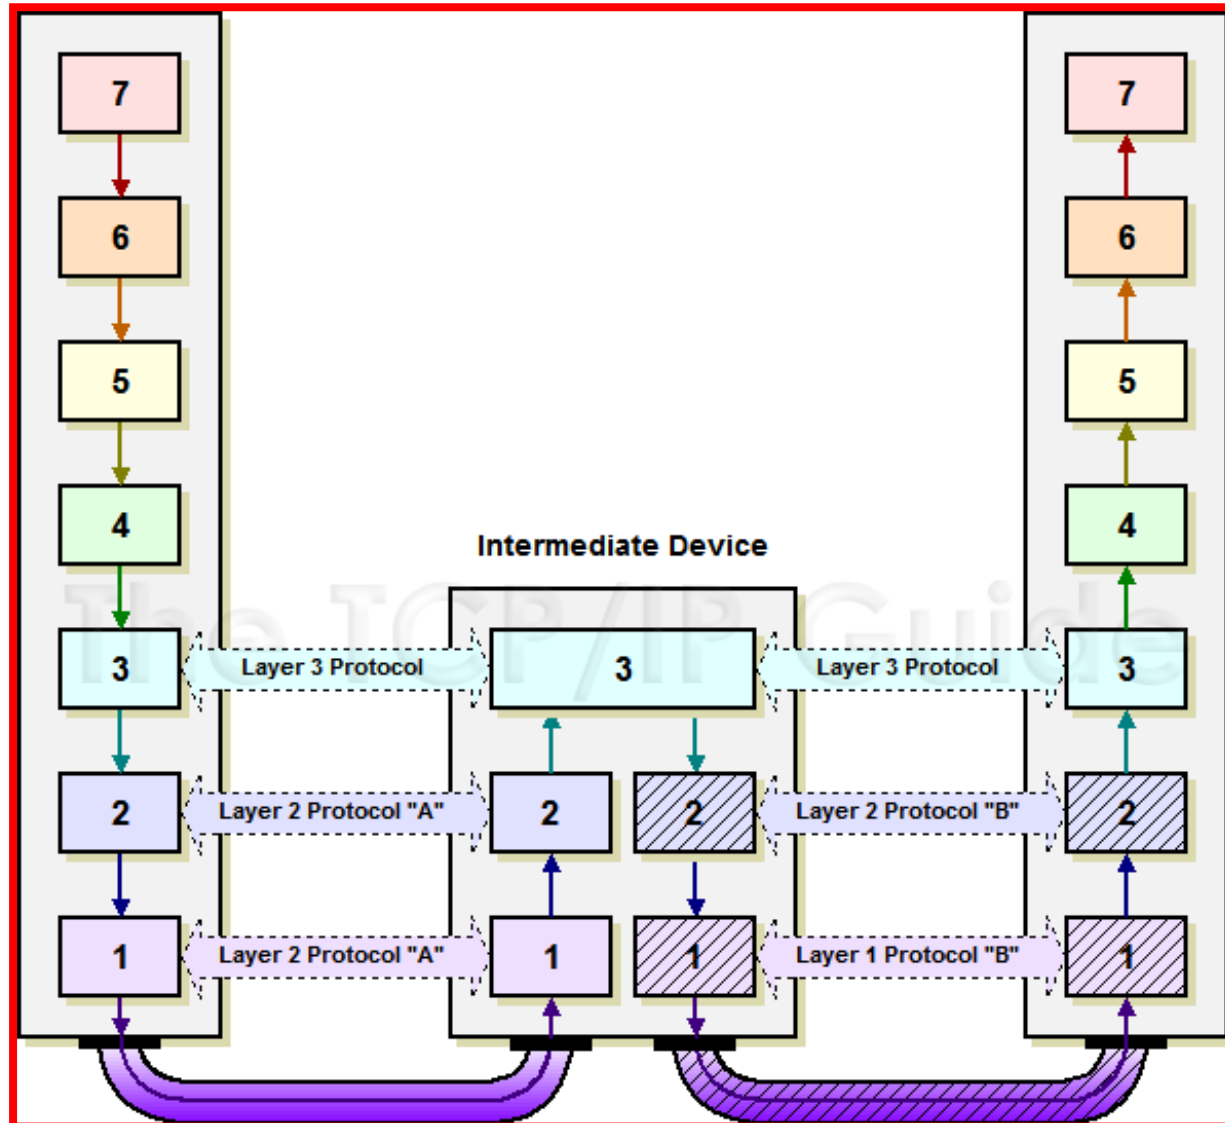 7
7
6
6
5
5
4
4
Intermediate Device
The TCP/IP Guide
3
Layer 3 Protocol
3
Layer 3 Protocol
3
2
Layer 2 Protocol "A"
2
2
Layer 2 Protocol "B"
2
1
Layer 2 Protocol "A"
1
1
Layer 1 Protocol "B"
1